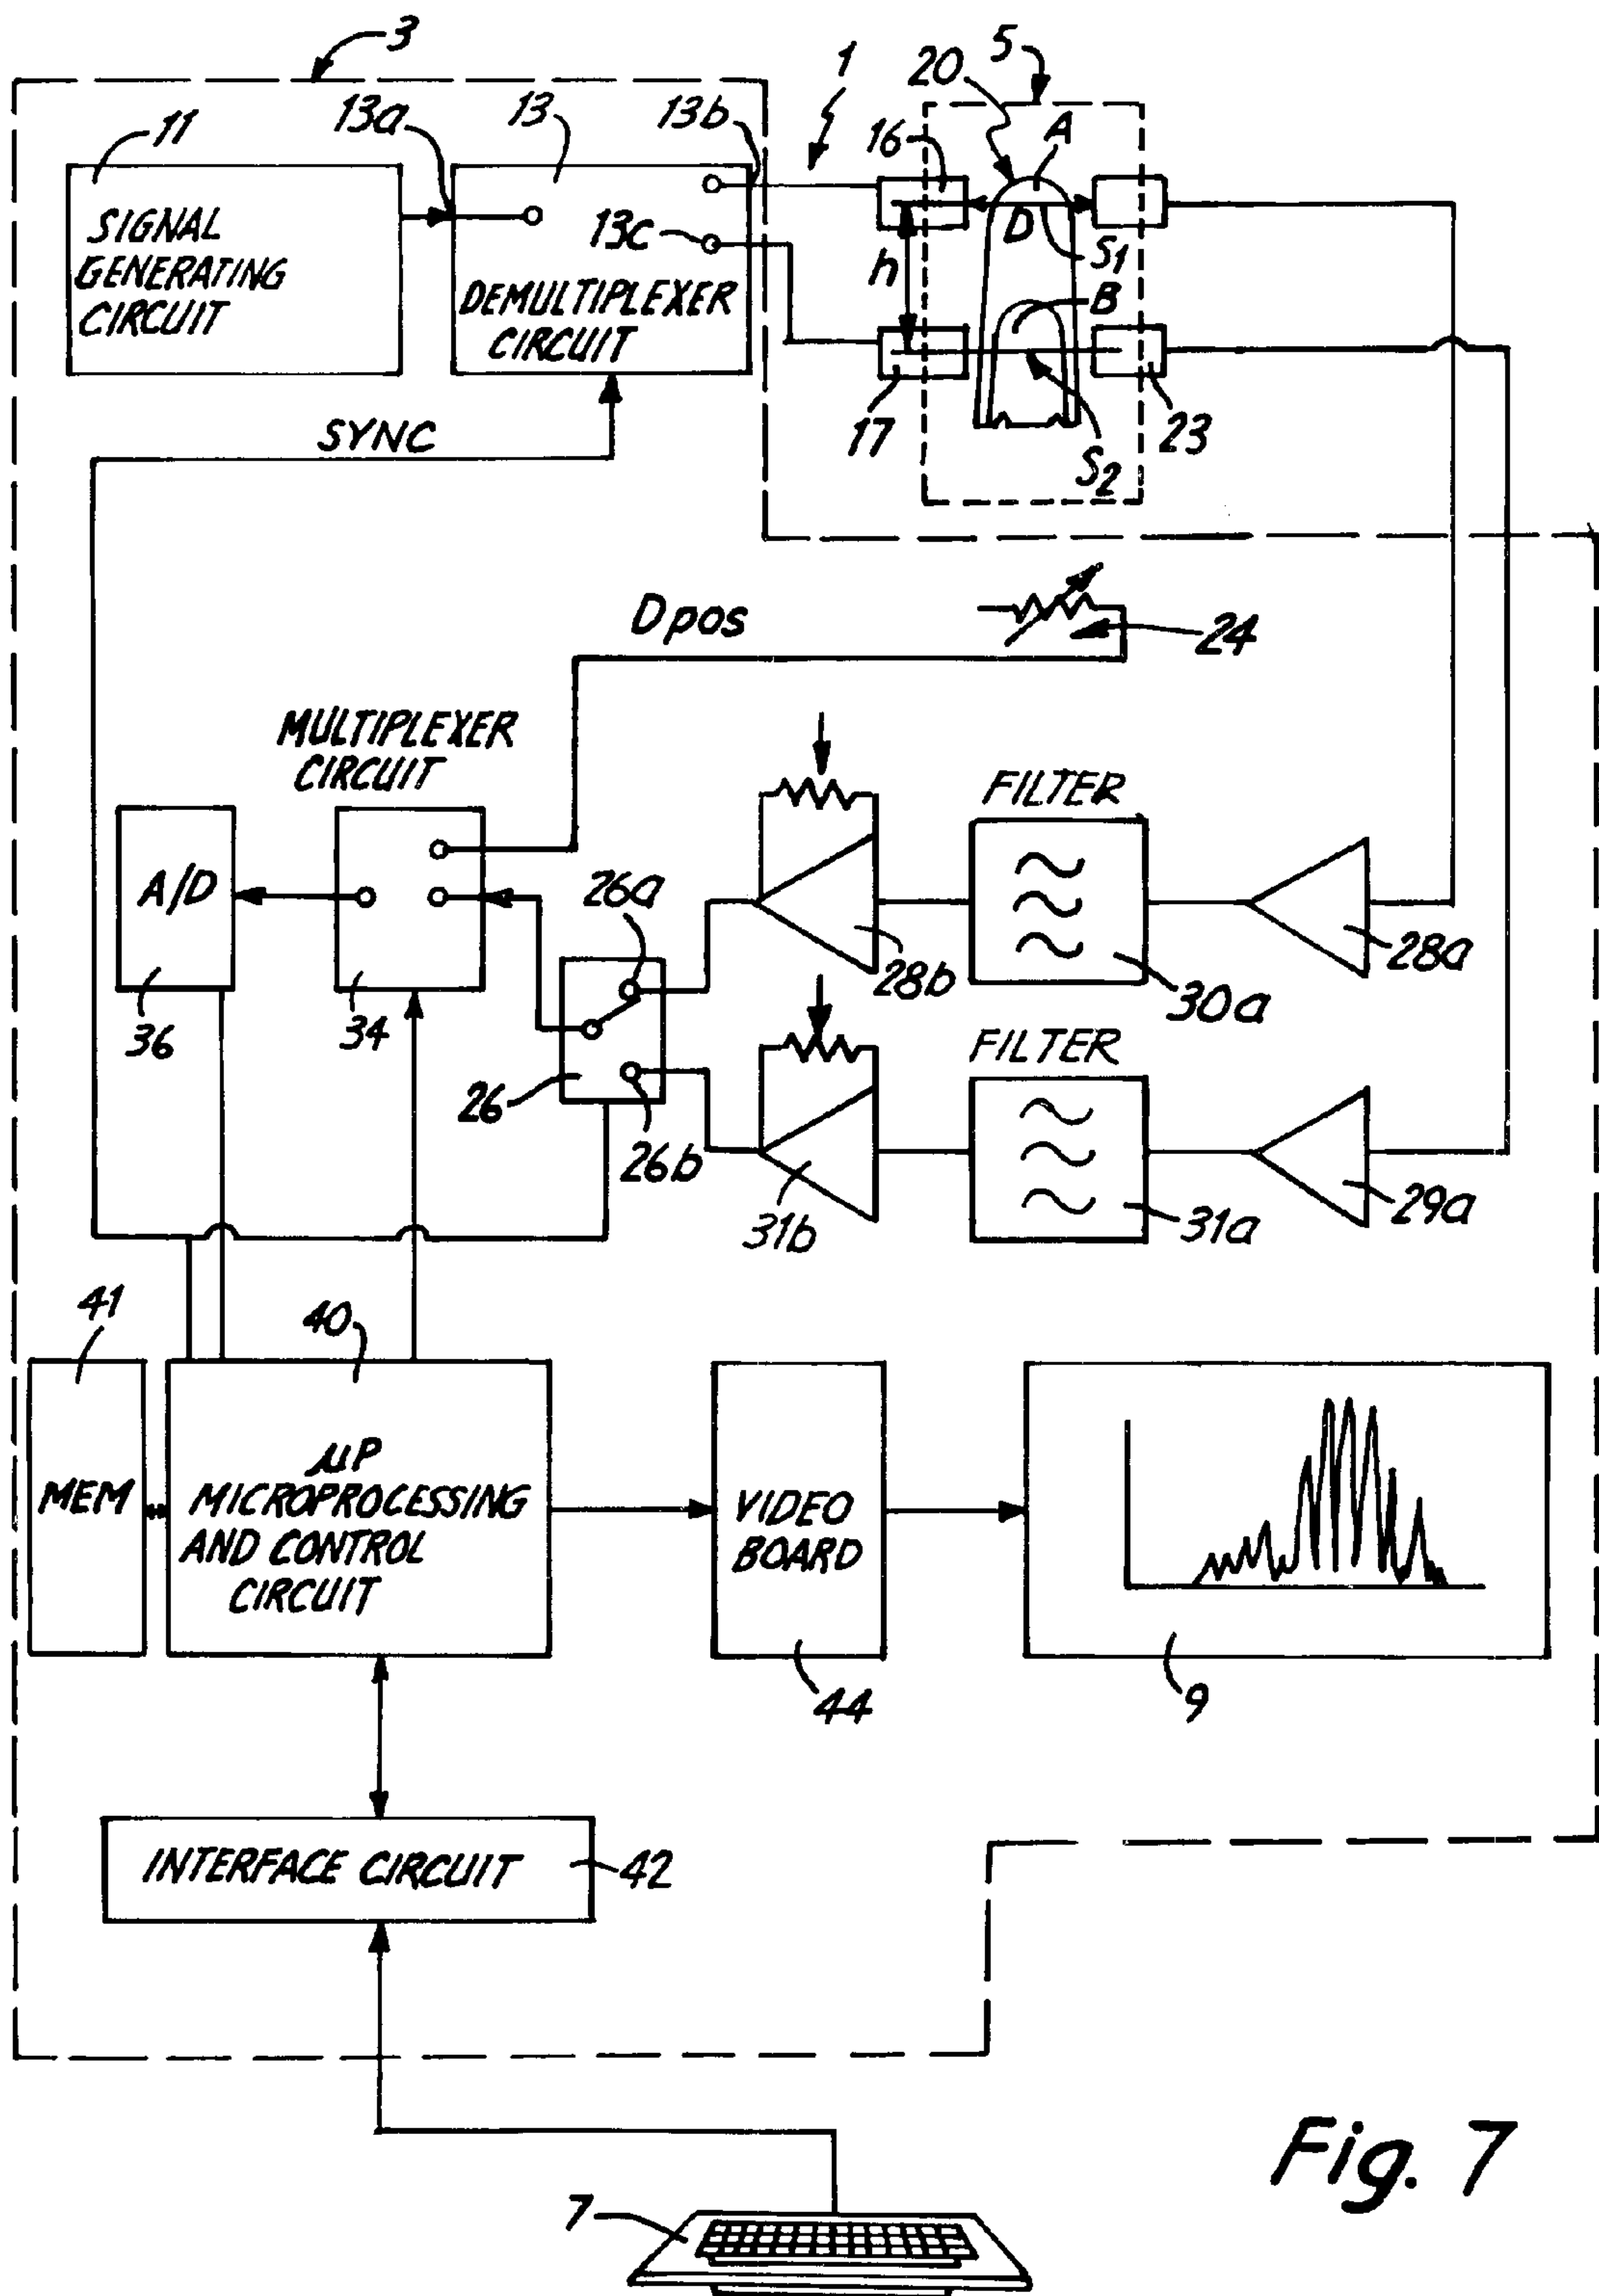 3
1
20
5
11
13a
13
13b
16
A
SIGNAL
GENERATING
CIRCUIT
13c
D
S1
h
B
DEMULTIPLEXER
CIRCUIT
17
23
S2
SYNC
Dpos
24
MULTIPLEXER
CIRCUIT
FILTER
A/D
26a
28b
28a
30a
36
34
FILTER
26
26b
31b
31a
29a
41
40
MEM
µP
MICROPROCESSING
AND CONTROL
CIRCUIT
VIDEO
BOARD
44
9
INTERFACE CIRCUIT
42
7
Fig. 7